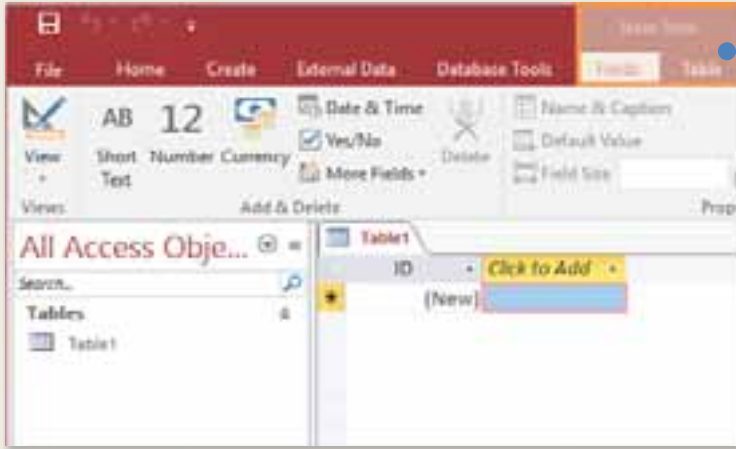 File Home Create External Data Database Tools Fields Table
View
AB
Short Text
12
Number
Currency
Date & Time
Yes/No
More Fields
Delete
Name & Caption
Default Value
Field Size
Views
Add & Delete
All Access Obje...
Search...
Tables
Table1
Table1
ID Click to Add
(New)